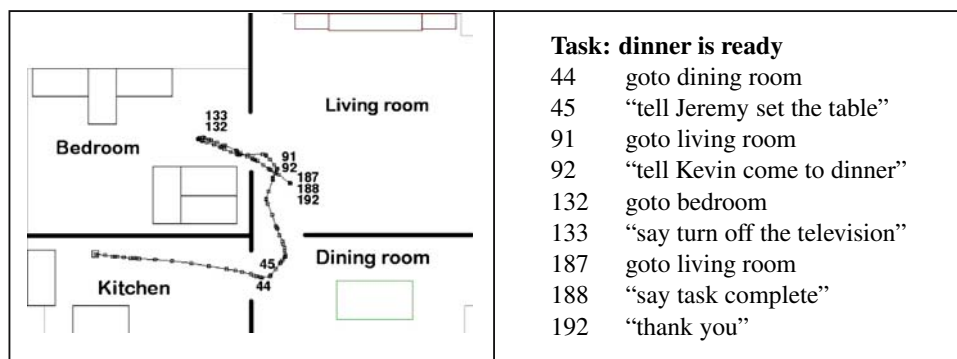 Living room
Bedroom
133
132
91
92
187
188
192
45
44
Dining room
Kitchen
Task: dinner is ready
44 goto dining room
45 “tell Jeremy set the table”
91 goto living room
92 “tell Kevin come to dinner”
132 goto bedroom
133 “say turn off the television”
187 goto living room
188 “say task complete”
192 “thank you”